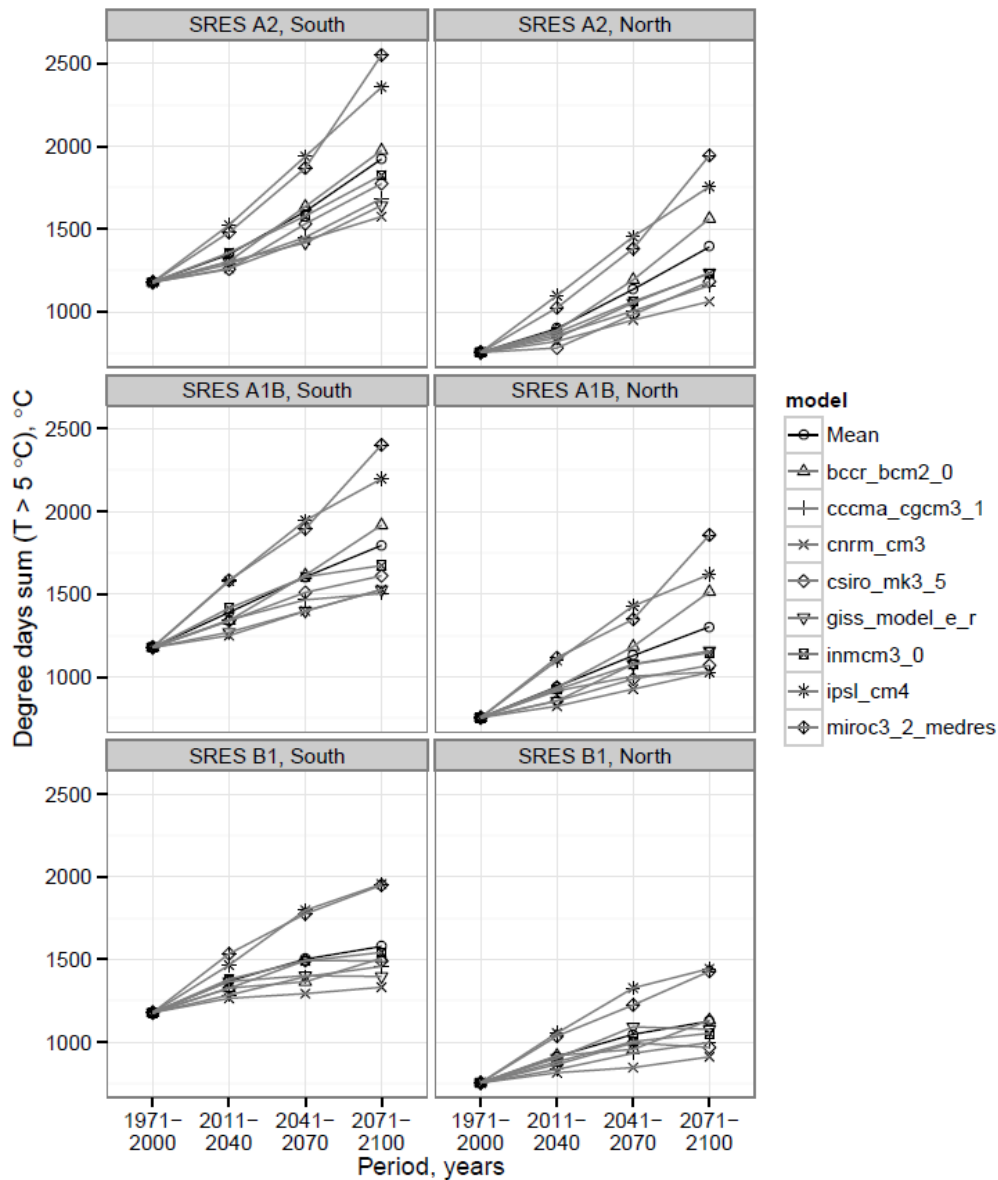 SRES A2, South
SRES A2, North
2500
2000
1500
1000
SRES A1B, South
SRES A1B, North
2500
2000
1500
1000
SRES B1, South
SRES B1, North
2500
2000
1500
1000
Degree days sum (T > 5 °C), °C
1971−
2000
2011−
2040
2041−
2070
2071−
2100
1971−
2000
2011−
2040
2041−
2070
2071−
2100
Period, years
model
Mean
bccr_bcm2_0
cccma_cgcm3_1
cnrm_cm3
csiro_mk3_5
giss_model_e_r
inmcm3_0
ipsl_cm4
miroc3_2_medres